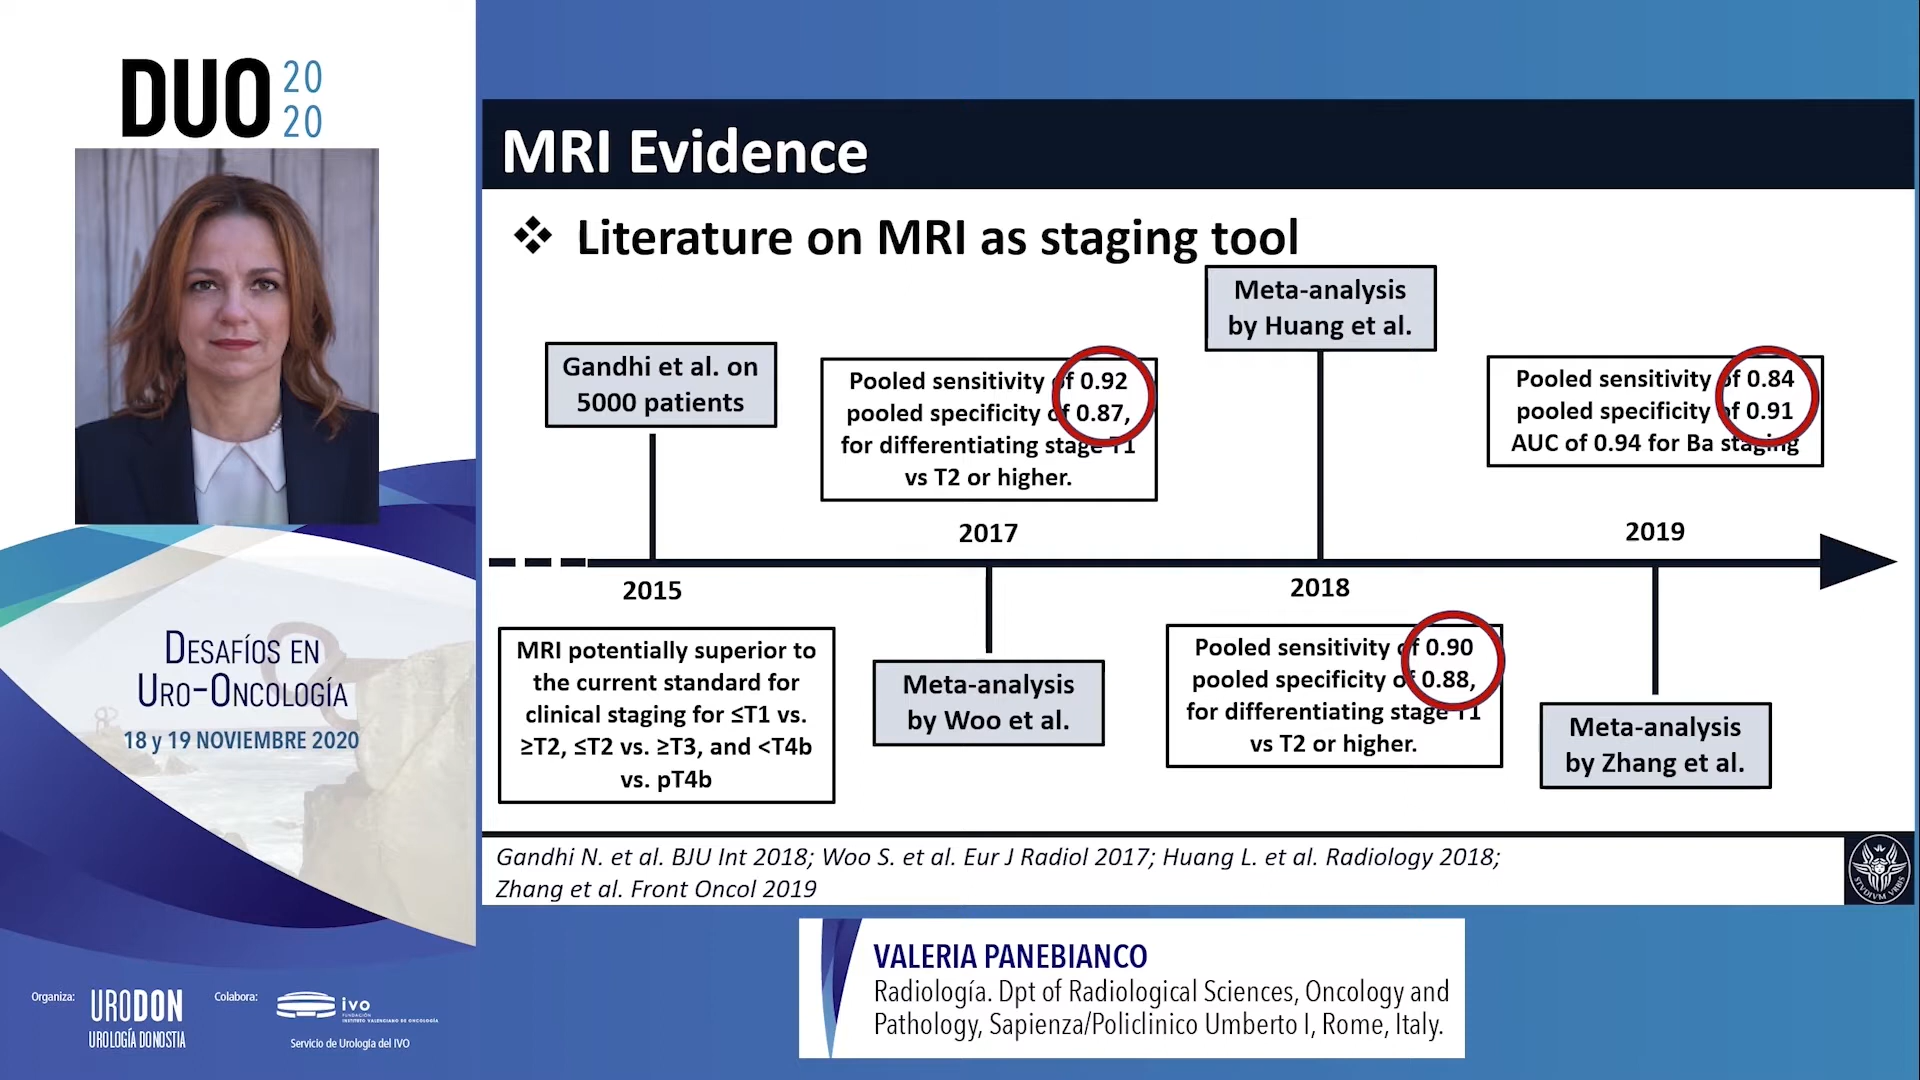 DUO 20
20
DESAFÍOS EN
URO-ONCOLOGÍA
18 y 19 NOVIEMBRE 2020
Organiza:
URODON
UROLOGÍA DONOSTIA
Colabora:
ivo
FUNDACIÓN
INSTITUTO VALENCIANO DE ONCOLOGÍA
Servicio de Urología del IVO
MRI Evidence
❖ Literature on MRI as staging tool
Gandhi et al. on
5000 patients
2015
MRI potentially superior to
the current standard for
clinical staging for ≤T1 vs.
≥T2, ≤T2 vs. ≥T3, and <T4b
vs. pT4b
Pooled sensitivity of 0.92
pooled specificity of 0.87,
for differentiating stage T1
vs T2 or higher.
2017
Meta-analysis
by Woo et al.
Meta-analysis
by Huang et al.
2018
Pooled sensitivity of 0.90
pooled specificity of 0.88,
for differentiating stage T1
vs T2 or higher.
Pooled sensitivity of 0.84
pooled specificity of 0.91
AUC of 0.94 for Ba staging
2019
Meta-analysis
by Zhang et al.
Gandhi N. et al. BJU Int 2018; Woo S. et al. Eur J Radiol 2017; Huang L. et al. Radiology 2018;
Zhang et al. Front Oncol 2019
STVDIVM VRBIS
VALERIA PANEBIANCO
Radiología. Dpt of Radiological Sciences, Oncology and
Pathology, Sapienza/Policlinico Umberto I, Rome, Italy.